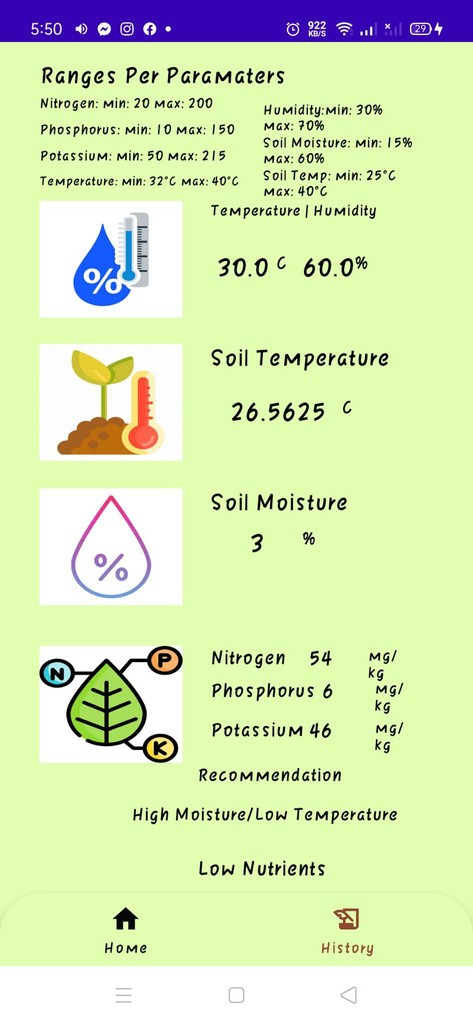 5:50
922
KB/S
29
Ranges Per Paramaters
Nitrogen: min: 20 max: 200
Phosphorus: min: 10 max: 150
Potassium: min: 50 max: 215
Temperature: min: 32°C max: 40°C
Humidity:min: 30%
max: 70%
Soil Moisture: min: 15%
max: 60%
Soil Temp: min: 25°C
max: 40°C
%
Temperature | Humidity
30.0 C 60.0%
Soil Temperature
26.5625 C
%
Soil Moisture
3 %
N
P
K
Nitrogen 54 mg/
kg
Phosphorus 6 mg/
kg
Potassium 46 mg/
kg
Recommendation
High Moisture/Low Temperature
Low Nutrients
Home
History